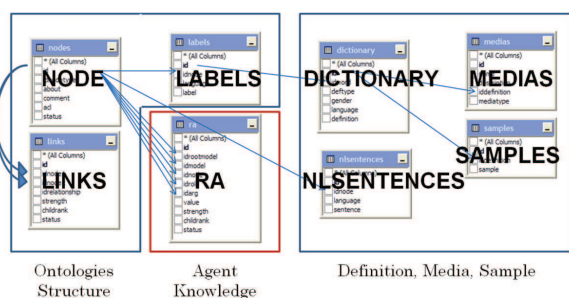 nodes
* (All Columns)
NODE
about
comment
ad
status
labels
* (All Columns)
id
LABELS
label
dictionary
* (All Columns)
DICTIONARY
deftype
gender
language
definition
medias
* (All Columns)
MEDIAS
iddefinition
mediatype
links
* (All Columns)
id
LINKS
idrelationship
strength
childrank
status
ra
* (All Columns)
id
idrootmodel
idmodel
RA
idarg
value
strength
childrank
status
samples
* (All Columns)
SAMPLES
sample
nlsentences
NLSENTENCES
idnode
language
sentence
Ontologies
Structure
Agent
Knowledge
Definition, Media, Sample